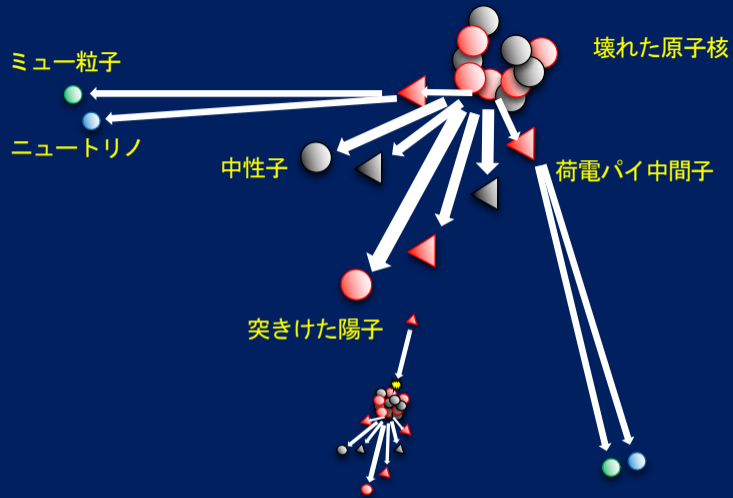 壊れた原子核
ミュー粒子
ニュートリノ
中性子
荷電パイ中間子
突きけた陽子